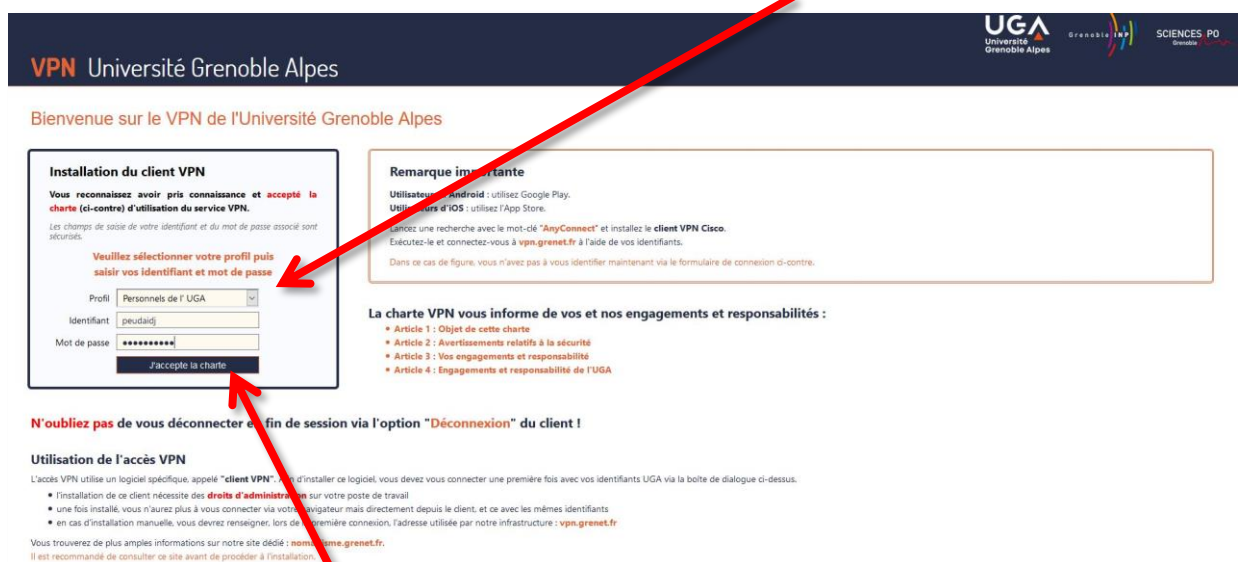 UGA
Université
Grenoble Alpes
Grenoble INP
SCIENCES PO
Grenoble
VPN Université Grenoble Alpes
Bienvenue sur le VPN de l'Université Grenoble Alpes
Installation du client VPN
Vous reconnaissez avoir pris connaissance et accepté la
charte (ci-contre) d'utilisation du service VPN.
Les champs de saisie de votre identifiant et du mot de passe associé sont
sécurisés.
Veuillez sélectionner votre profil puis
saisir vos identifiant et mot de passe
Profil Personnels de l' UGA
Identifiant peudaidj
Mot de passe ●●●●●●●●●●
J'accepte la charte
Remarque importante
Android : utilisez Google Play.
d'iOS : utilisez l'App Store.
Lancez une recherche avec le mot-clé "AnyConnect" et installez le client VPN Cisco.
Exécutez-le et connectez-vous à vpn.grenet.fr à l'aide de vos identifiants.
Dans ce cas de figure, vous n'avez pas à vous identifier maintenant via le formulaire de connexion ci-contre.
La charte VPN vous informe de vos et nos engagements et responsabilités :
• Article 1 : Objet de cette charte
• Article 2 : Avertissements relatifs à la sécurité
• Article 3 : Vos engagements et responsabilité
• Article 4 : Engagements et responsabilité de l'UGA
N'oubliez pas de vous déconnecter en fin de session via l'option "Déconnexion" du client !
Utilisation de l'accès VPN
L'accès VPN utilise un logiciel spécifique, appelé "client VPN". d'installer ce logiciel, vous devez vous connecter une première fois avec vos identifiants UGA via la boîte de dialogue ci-dessus.
• l'installation de ce client nécessite des droits d'administration sur votre poste de travail
• une fois installé, vous n'aurez plus à vous connecter via votre navigateur mais directement depuis le client, et ce avec les mêmes identifiants
• en cas d'installation manuelle, vous devrez renseigner, lors de première connexion, l'adresse utilisée par notre infrastructure : vpn.grenet.fr
Vous trouverez de plus amples informations sur notre site dédié : nomadisme.grenet.fr.
Il est recommandé de consulter ce site avant de procéder à l'installation.